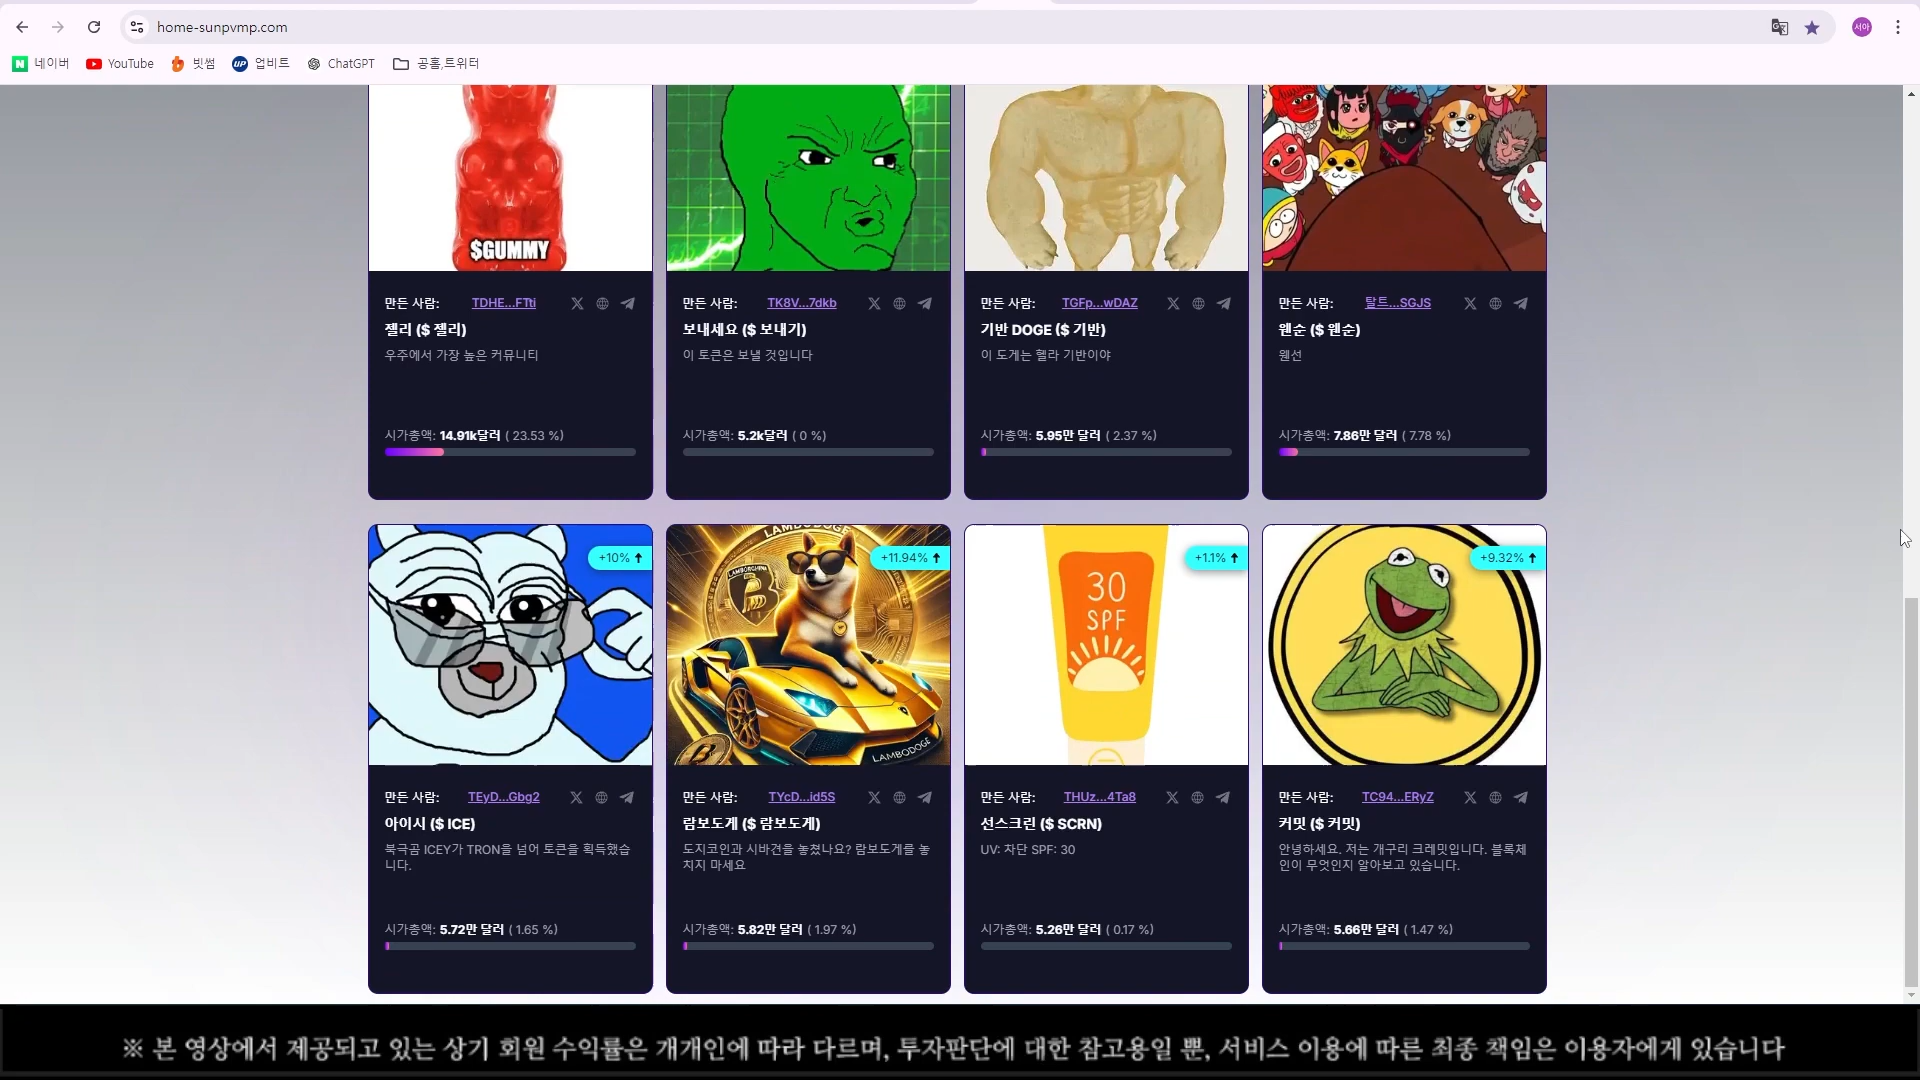 home-sunpvmp.com
서아
네이버
YouTube
빗썸
업비트
ChatGPT
공홈,트위터
$GUMMY
만든 사람: TDHE...FTti
젤리 ($ 젤리)
우주에서 가장 높은 커뮤니티
시가총액: 14.91k달러 ( 23.53 %)
만든 사람: TK8V...7dkb
보내세요 ($ 보내기)
이 토큰은 보낼 것입니다
시가총액: 5.2k달러 ( 0 %)
만든 사람: TGFp...wDAZ
기반 DOGE ($ 기반)
이 도게는 헬라 기반이야
시가총액: 5.95만 달러 ( 2.37 %)
만든 사람: 탈트...SGJS
웬순 ($ 웬순)
웬선
시가총액: 7.86만 달러 ( 7.78 %)
+10%
만든 사람: TEyD...Gbg2
아이시 ($ ICE)
북극곰 ICEY가 TRON을 넘어 토큰을 획득했습
니다.
시가총액: 5.72만 달러 ( 1.65 %)
LAMBODOGE
+11.94%
LAMBODOGE
만든 사람: TYcD...id5S
람보도게 ($ 람보도게)
도지코인과 시바견을 놓쳤나요? 람보도게를 놓
치지 마세요
시가총액: 5.82만 달러 ( 1.97 %)
+1.1%
30
SPF
만든 사람: THUz...4Ta8
선스크린 ($ SCRN)
UV: 차단 SPF: 30
시가총액: 5.26만 달러 ( 0.17 %)
+9.32%
만든 사람: TC94...ERyZ
커밋 ($ 커밋)
안녕하세요. 저는 개구리 크레밋입니다. 블록체
인이 무엇인지 알아보고 있습니다.
시가총액: 5.66만 달러 ( 1.47 %)
※ 본 영상에서 제공되고 있는 상기 회원 수익률은 개개인에 따라 다르며, 투자판단에 대한 참고용일 뿐, 서비스 이용에 따른 최종 책임은 이용자에게 있습니다